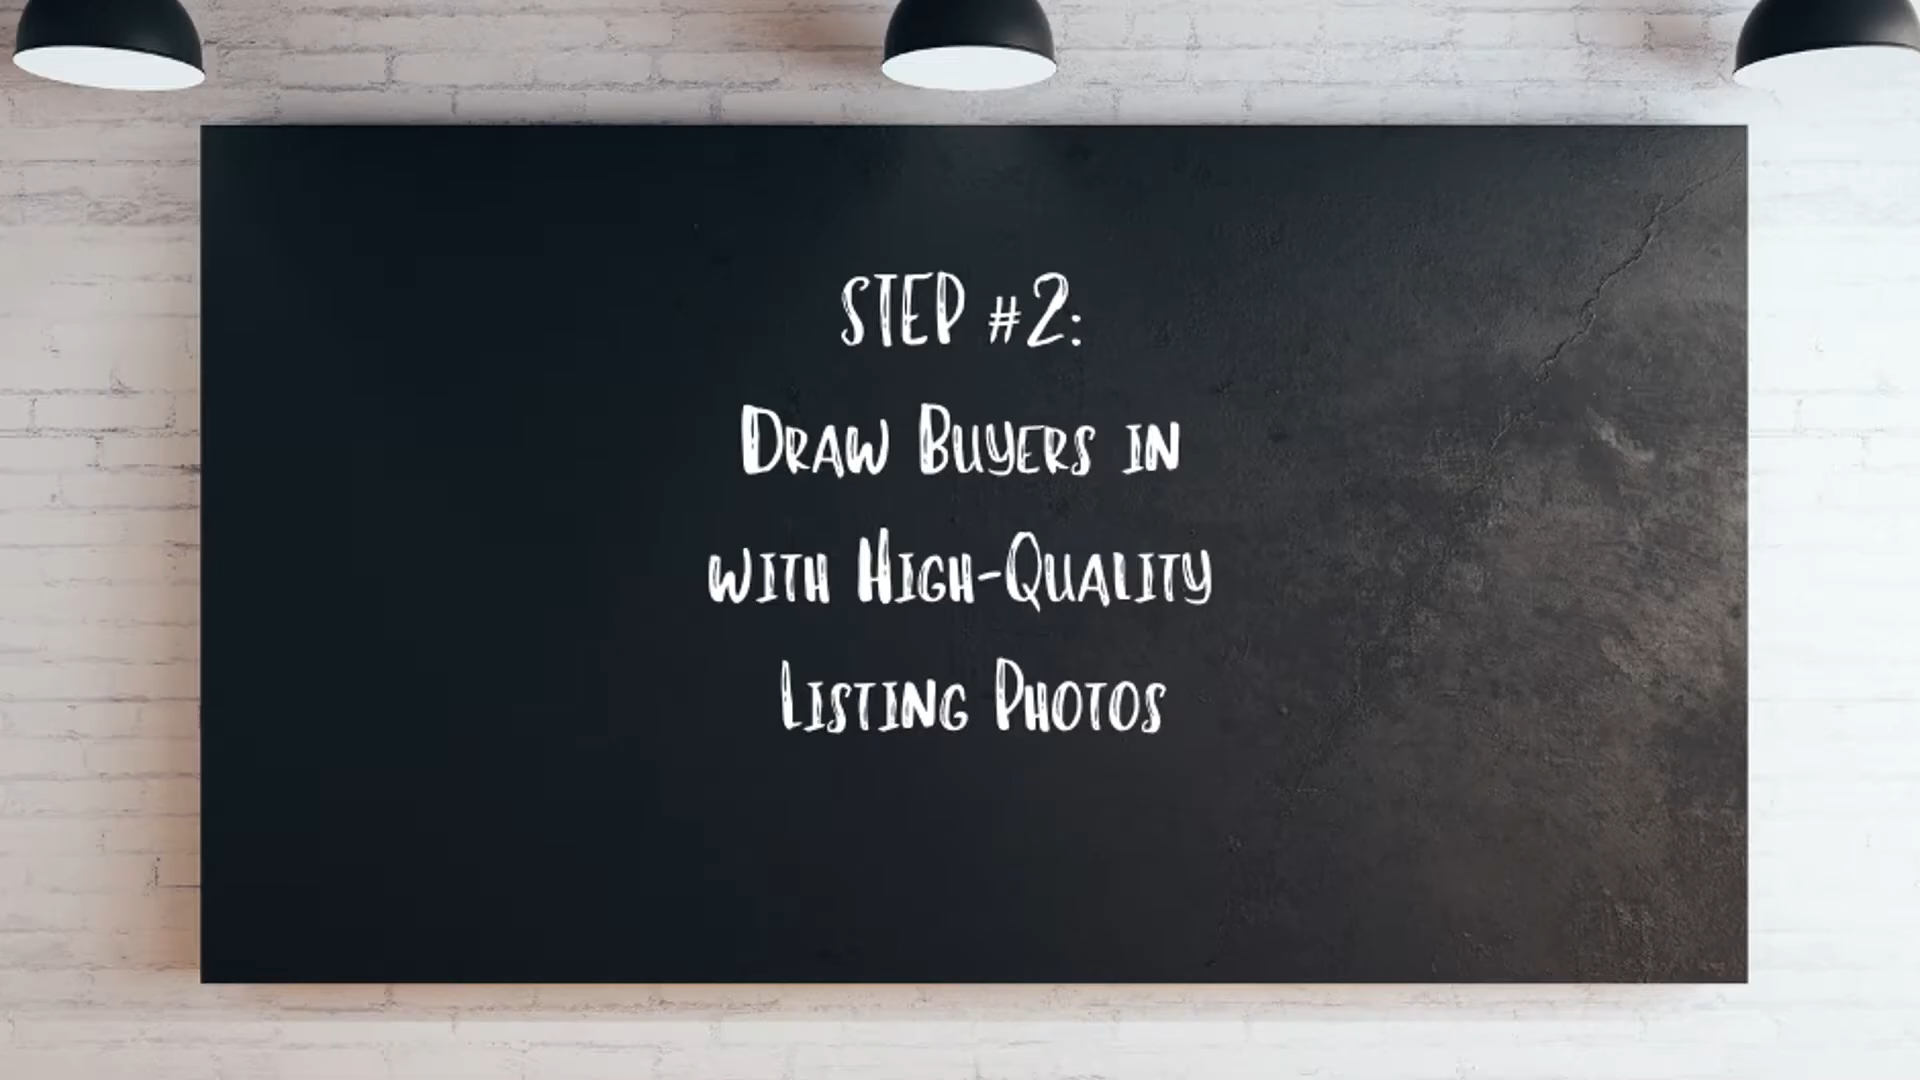 STEP #2:
Draw Buyers in
with High-Quality
Listing Photos